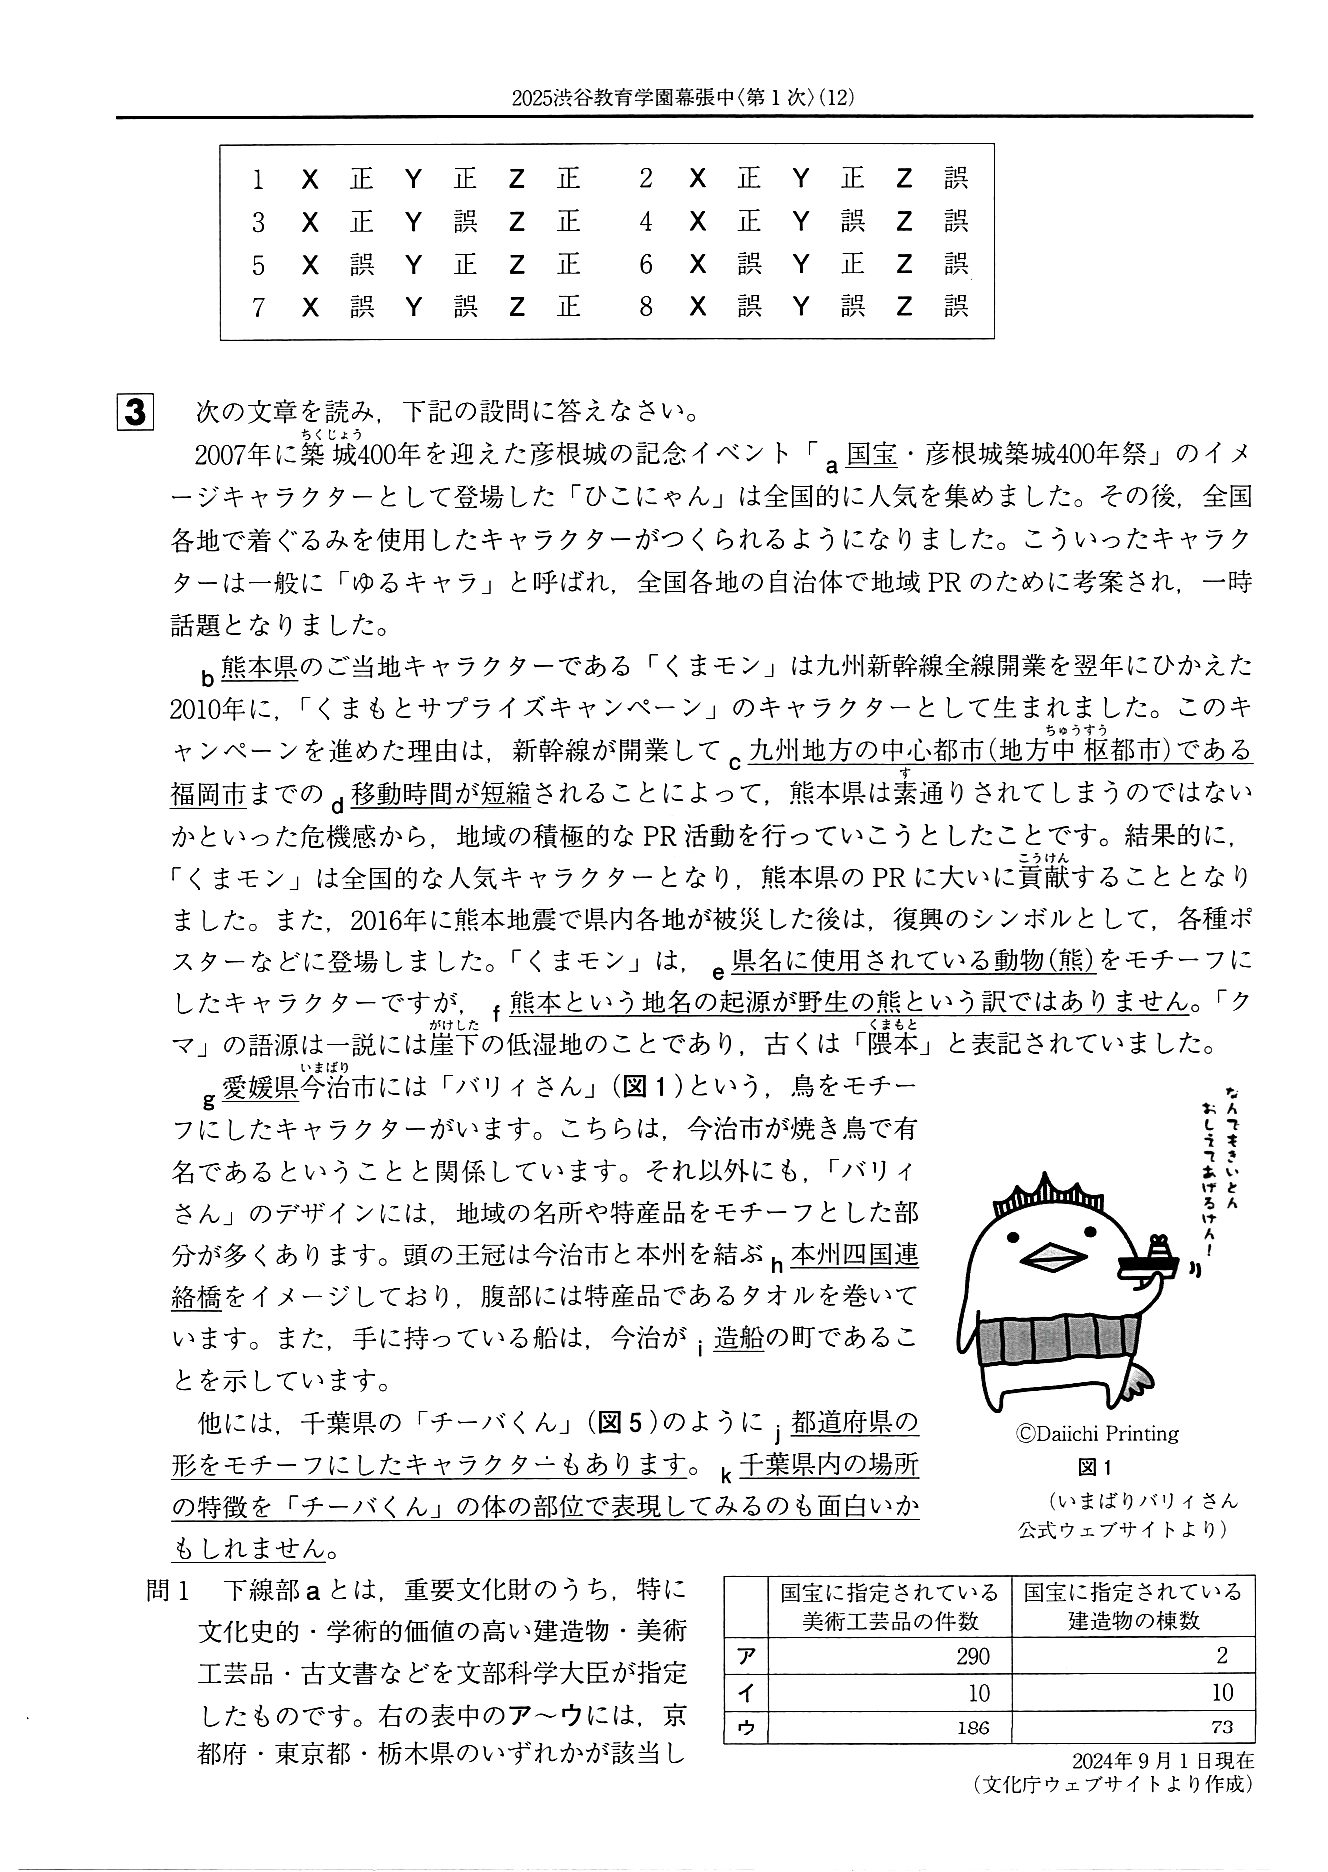 2025渋谷教育学園幕張中〈第1次〉(12)
1 X 正 Y 正 Z 正 2 X 正 Y 正 Z 誤
3 X 正 Y 誤 Z 正 4 X 正 Y 誤 Z 誤
5 X 誤 Y 正 Z 正 6 X 誤 Y 正 Z 誤
7 X 誤 Y 誤 Z 正 8 X 誤 Y 誤 Z 誤
3 次の文章を読み，下記の設問に答えなさい。
ちくじょう
2007年に築城400年を迎えた彦根城の記念イベント「a国宝・彦根城築城400年祭」のイメ
ージキャラクターとして登場した「ひこにゃん」は全国的に人気を集めました。その後，全国
各地で着ぐるみを使用したキャラクターがつくられるようになりました。こういったキャラク
ターは一般に「ゆるキャラ」と呼ばれ，全国各地の自治体で地域PRのために考案され，一時
話題となりました。
b熊本県のご当地キャラクターである「くまモン」は九州新幹線全線開業を翌年にひかえた
2010年に，「くまもとサプライズキャンペーン」のキャラクターとして生まれました。このキ
ちゅうすう
ャンペーンを進めた理由は，新幹線が開業してc九州地方の中心都市(地方中枢都市)である
す
福岡市までのd移動時間が短縮されることによって，熊本県は素通りされてしまうのではない
かといった危機感から，地域の積極的なPR活動を行っていこうとしたことです。結果的に，
こうけん
「くまモン」は全国的な人気キャラクターとなり，熊本県のPRに大いに貢献することとなり
ました。また，2016年に熊本地震で県内各地が被災した後は，復興のシンボルとして，各種ポ
スターなどに登場しました。「くまモン」は，e県名に使用されている動物(熊)をモチーフに
したキャラクターですが，f熊本という地名の起源が野生の熊という訳ではありません。「ク
がけした くまもと
マ」の語源は一説には崖下の低湿地のことであり，古くは「隈本」と表記されていました。
いまばり
g愛媛県今治市には「バリィさん」(図1)という，鳥をモチー
フにしたキャラクターがいます。こちらは，今治市が焼き鳥で有
名であるということと関係しています。それ以外にも，「バリィ
さん」のデザインには，地域の名所や特産品をモチーフとした部
分が多くあります。頭の王冠は今治市と本州を結ぶh本州四国連
絡橋をイメージしており，腹部には特産品であるタオルを巻いて
います。また，手に持っている船は，今治がi造船の町であるこ
とを示しています。
他には，千葉県の「チーバくん」(図5)のようにj都道府県の
形をモチーフにしたキャラクターもあります。k千葉県内の場所
の特徴を「チーバくん」の体の部位で表現してみるのも面白いか
もしれません。
なんでもきいとん
おしえてあげるけん！
©Daiichi Printing
図1
(いまばりバリィさん
公式ウェブサイトより)
問1 下線部aとは，重要文化財のうち，特に
文化史的・学術的価値の高い建造物・美術
工芸品・古文書などを文部科学大臣が指定
したものです。右の表中のア～ウには，京
都府・東京都・栃木県のいずれかが該当し
国宝に指定されている 国宝に指定されている
美術工芸品の件数 建造物の棟数
ア 290 2
イ 10 10
ウ 186 73
2024年9月1日現在
(文化庁ウェブサイトより作成)